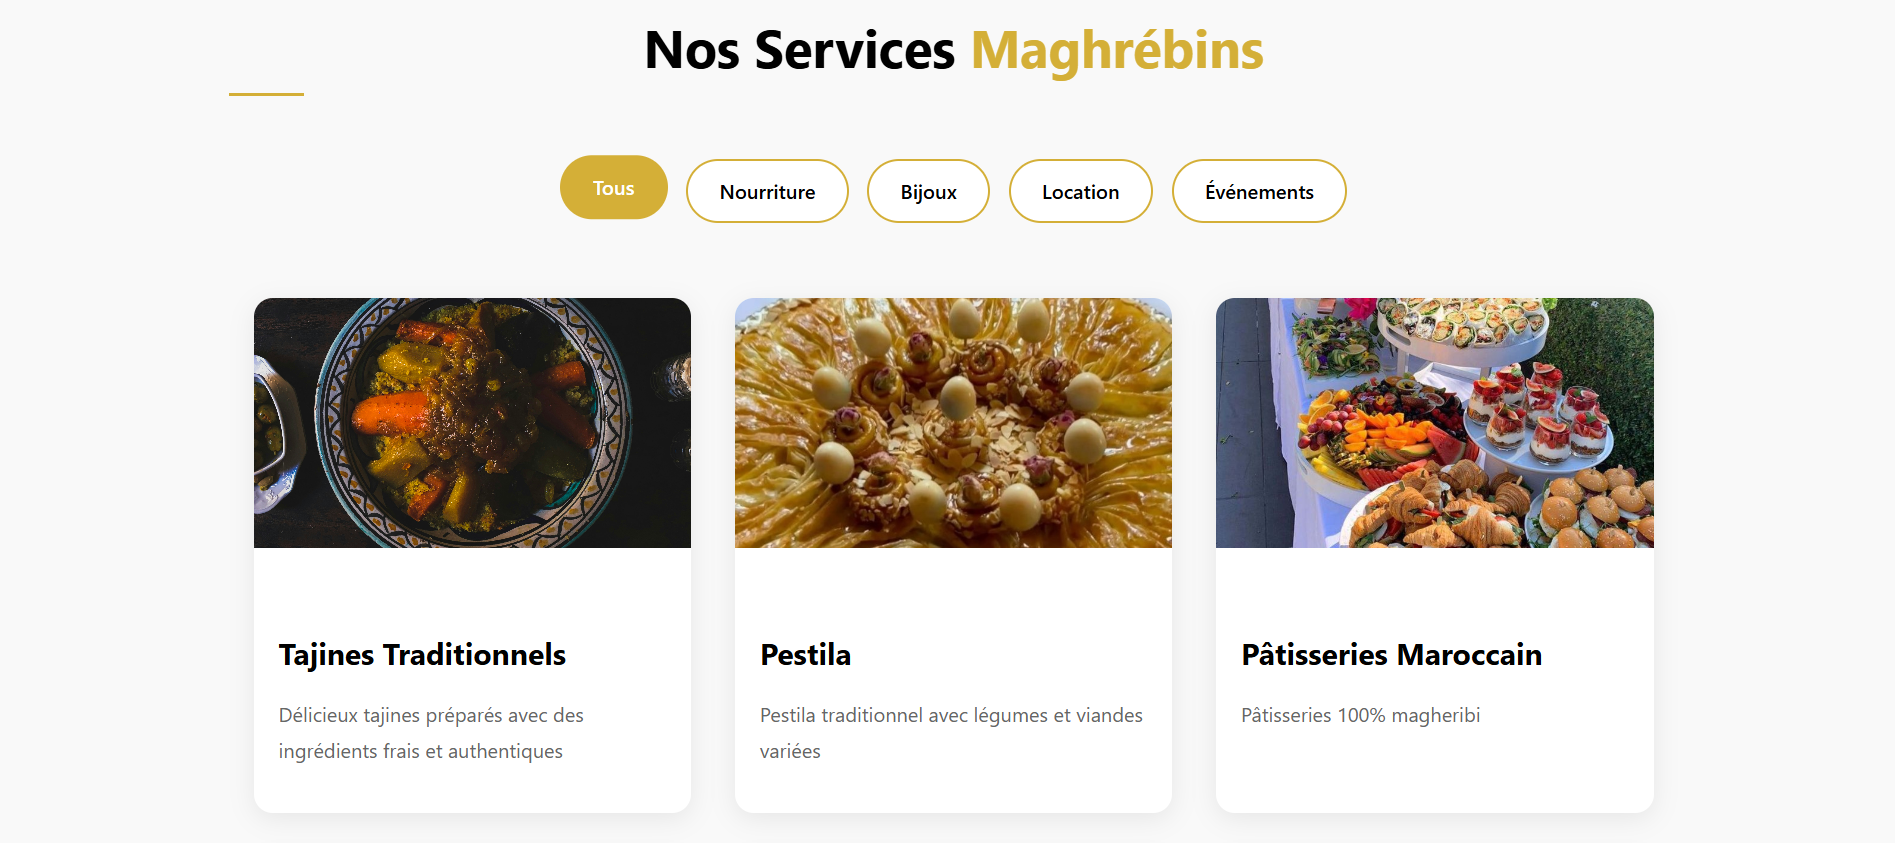 Nos Services Maghrébins
Tous
Nourriture
Bijoux
Location
Événements
Tajines Traditionnels
Délicieux tajines préparés avec des
ingrédients frais et authentiques
Pestila
Pestila traditionnel avec légumes et viandes
variées
Pâtisseries Maroccain
Pâtisseries 100% magheribi